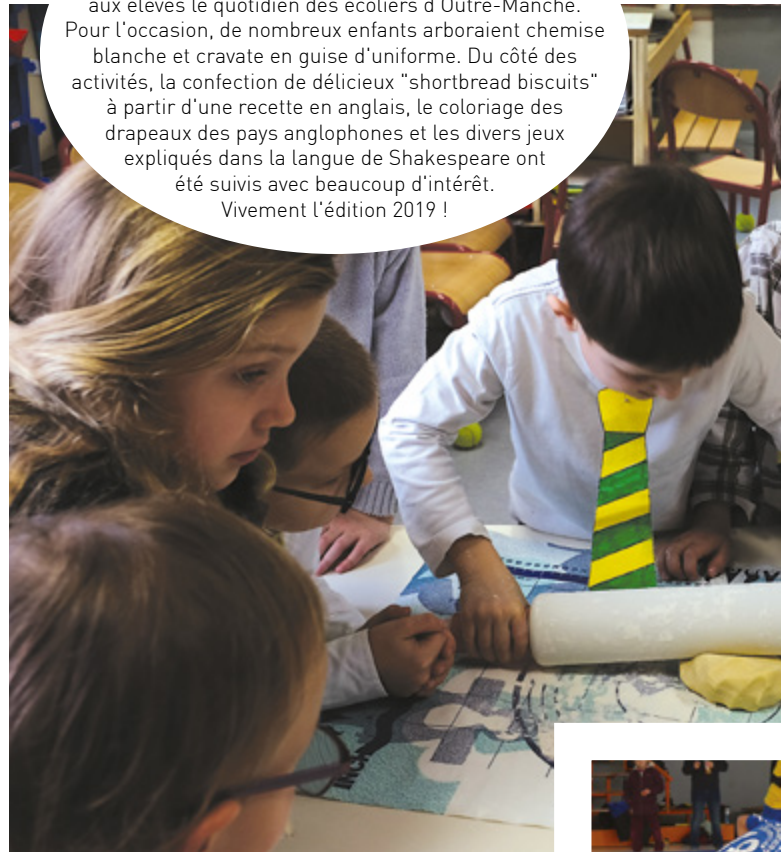 aux élèves le quotidien des écoliers d'Outre-Manche.
Pour l'occasion, de nombreux enfants arboraient chemise
blanche et cravate en guise d'uniforme. Du côté des
activités, la confection de délicieux "shortbread biscuits"
à partir d'une recette en anglais, le coloriage des
drapeaux des pays anglophones et les divers jeux
expliqués dans la langue de Shakespeare ont
été suivis avec beaucoup d'intérêt.
Vivement l'édition 2019 !